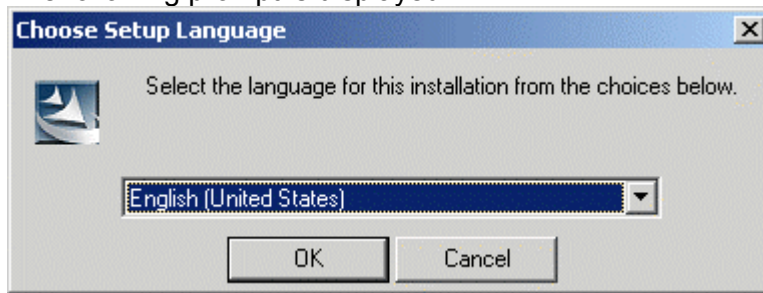 Choose Setup Language
Select the language for this installation from the choices below.
English (United States)
OK
Cancel